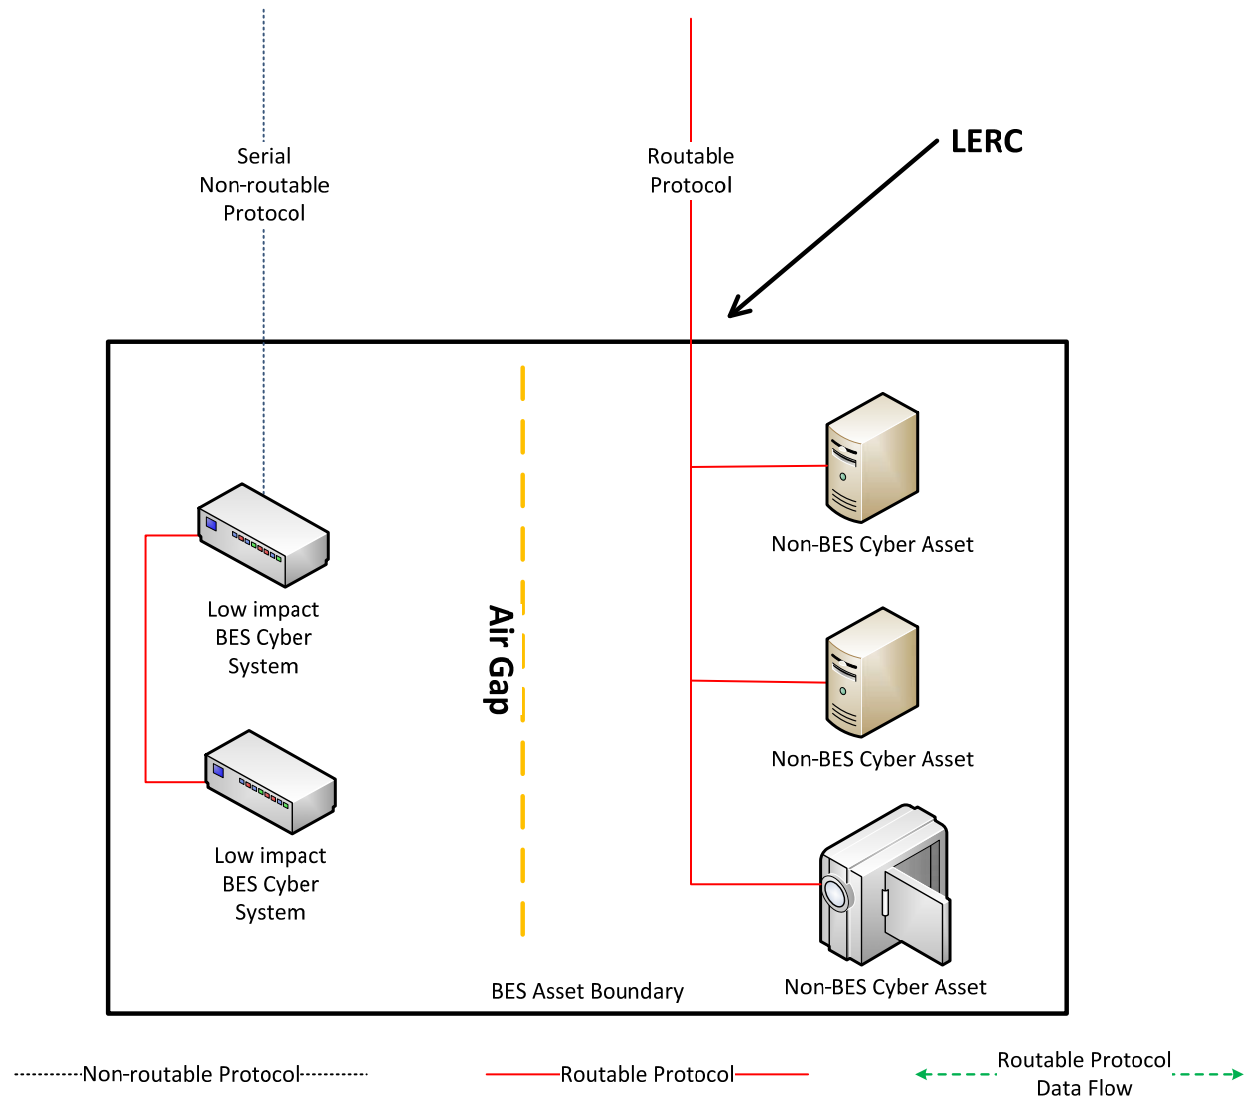 LERC
Serial
Non-routable
Protocol
Routable
Protocol
Non-BES Cyber Asset
Low impact
BES Cyber
System
Air Gap
Non-BES Cyber Asset
Low impact
BES Cyber
System
Non-BES Cyber Asset
BES Asset Boundary
Non-routable Protocol
Routable Protocol
Routable Protocol
Data Flow